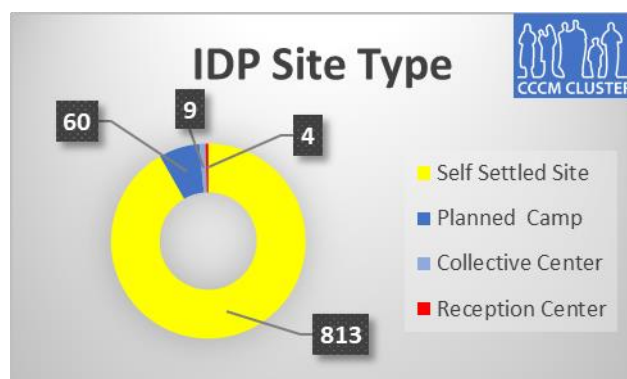 IDP Site Type
CCCM CLUSTER
60
9
4
813
Self Settled Site
Planned Camp
Collective Center
Reception Center